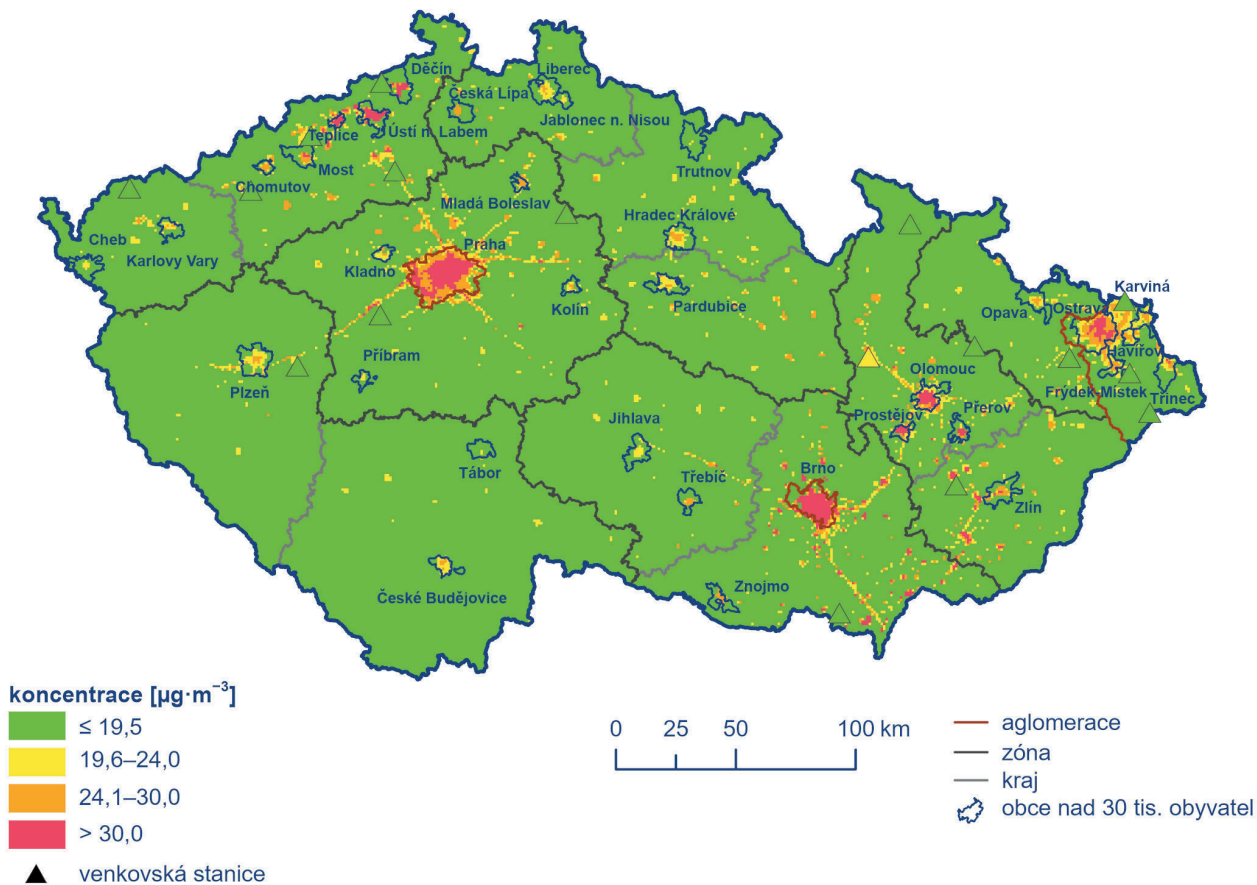 Děčín
Liberec
Česká Lípa
Jablonec n. Nisou
Teplice
Ústí n. Labem
Most
Chomutov
Trutnov
Mladá Boleslav
Hradec Králové
Cheb
Karlovy Vary
Praha
Kladno
Kolín
Pardubice
Karviná
Opava
Ostrava
Havířov
Příbram
Plzeň
Olomouc
Frýdek Místek
Třinec
Prostějov
Přerov
Jihlava
Tábor
Třebíč
Brno
Zlín
Znojmo
České Budějovice
koncentrace [µg·m⁻³]
≤ 19,5
19,6–24,0
24,1–30,0
> 30,0
venkovská stanice
0 25 50 100 km
aglomerace
zóna
kraj
obce nad 30 tis. obyvatel